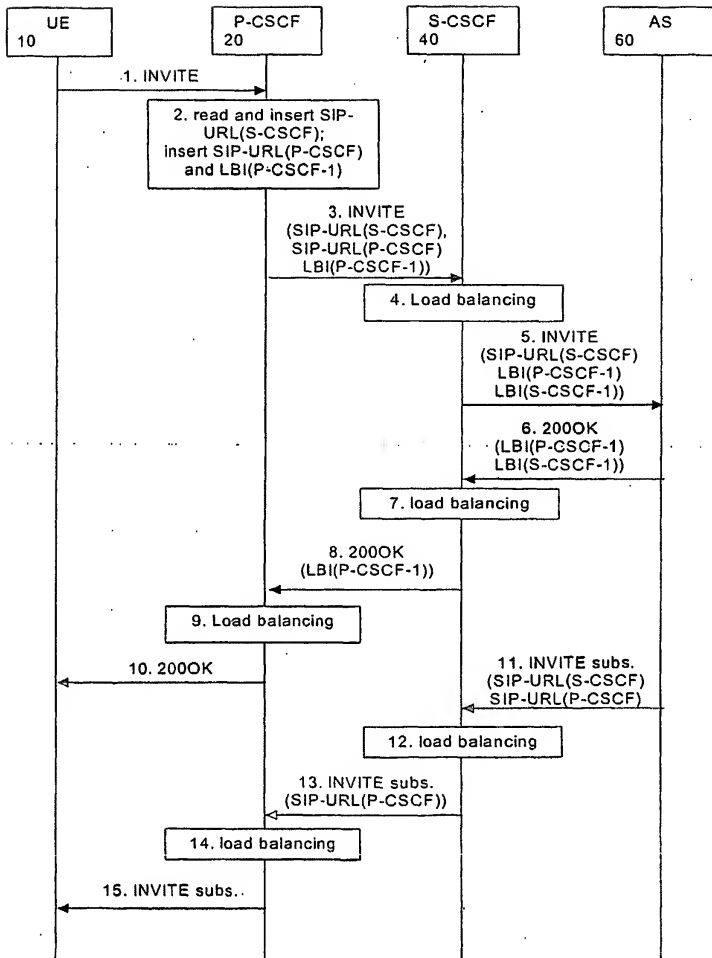 UE
10
P-CSCF
20
S-CSCF
40
AS
60
1. INVITE
2. read and insert SIP-
URL(S-CSCF);
insert SIP-URL(P-CSCF)
and LBI(P-CSCF-1)
3. INVITE
(SIP-URL(S-CSCF),
SIP-URL(P-CSCF)
LBI(P-CSCF-1))
4. Load balancing
5. INVITE
(SIP-URL(S-CSCF)
LBI(P-CSCF-1)
LBI(S-CSCF-1))
6. 200OK
(LBI(P-CSCF-1)
LBI(S-CSCF-1))
7. load balancing
8. 200OK
(LBI(P-CSCF-1))
9. Load balancing
10. 200OK
11. INVITE subs.
(SIP-URL(S-CSCF)
SIP-URL(P-CSCF)
12. load balancing
13. INVITE subs.
(SIP-URL(P-CSCF))
14. load balancing
15. INVITE subs.